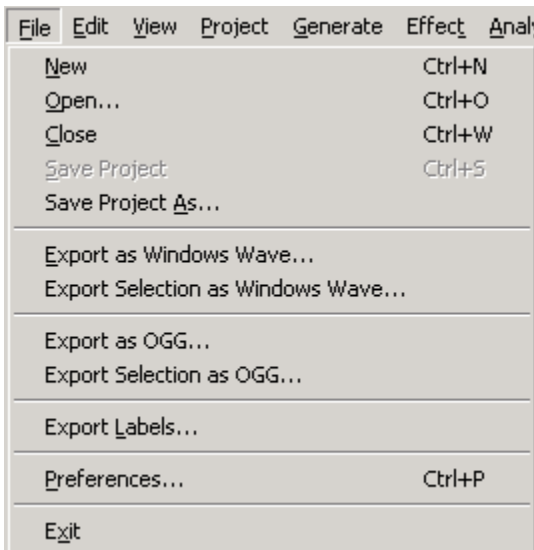 File Edit View Project Generate Effect
New Ctrl+N
Open... Ctrl+O
Close Ctrl+W
Save Project Ctrl+S
Save Project As...
Export as Windows Wave...
Export Selection as Windows Wave...
Export as OGG...
Export Selection as OGG...
Export Labels...
Preferences... Ctrl+P
Exit